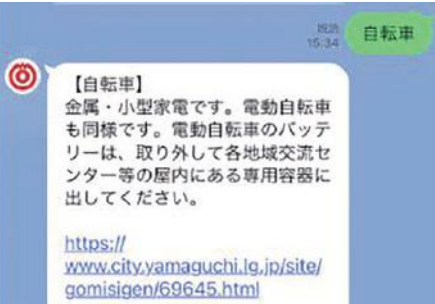 既読
15:34
自転車
【自転車】
金属・小型家電です。電動自転車
も同様です。電動自転車のバッテ
リーは、取り外して各地域交流セ
ンター等の屋内にある専用容器に
出してください。
https://
www.city.yamaguchi.lg.jp/site/
gomisigen/69645.html